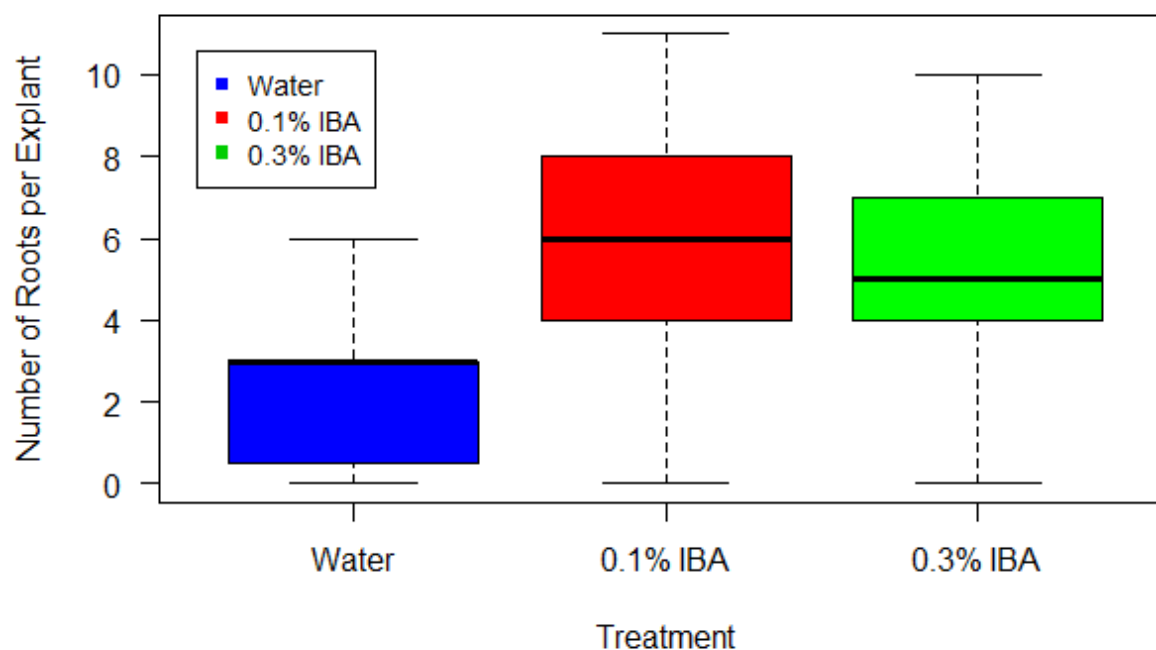 Number of Roots per Explant
10
8
6
4
2
0
Water
0.1% IBA
0.3% IBA
Water
0.1% IBA
0.3% IBA
Treatment